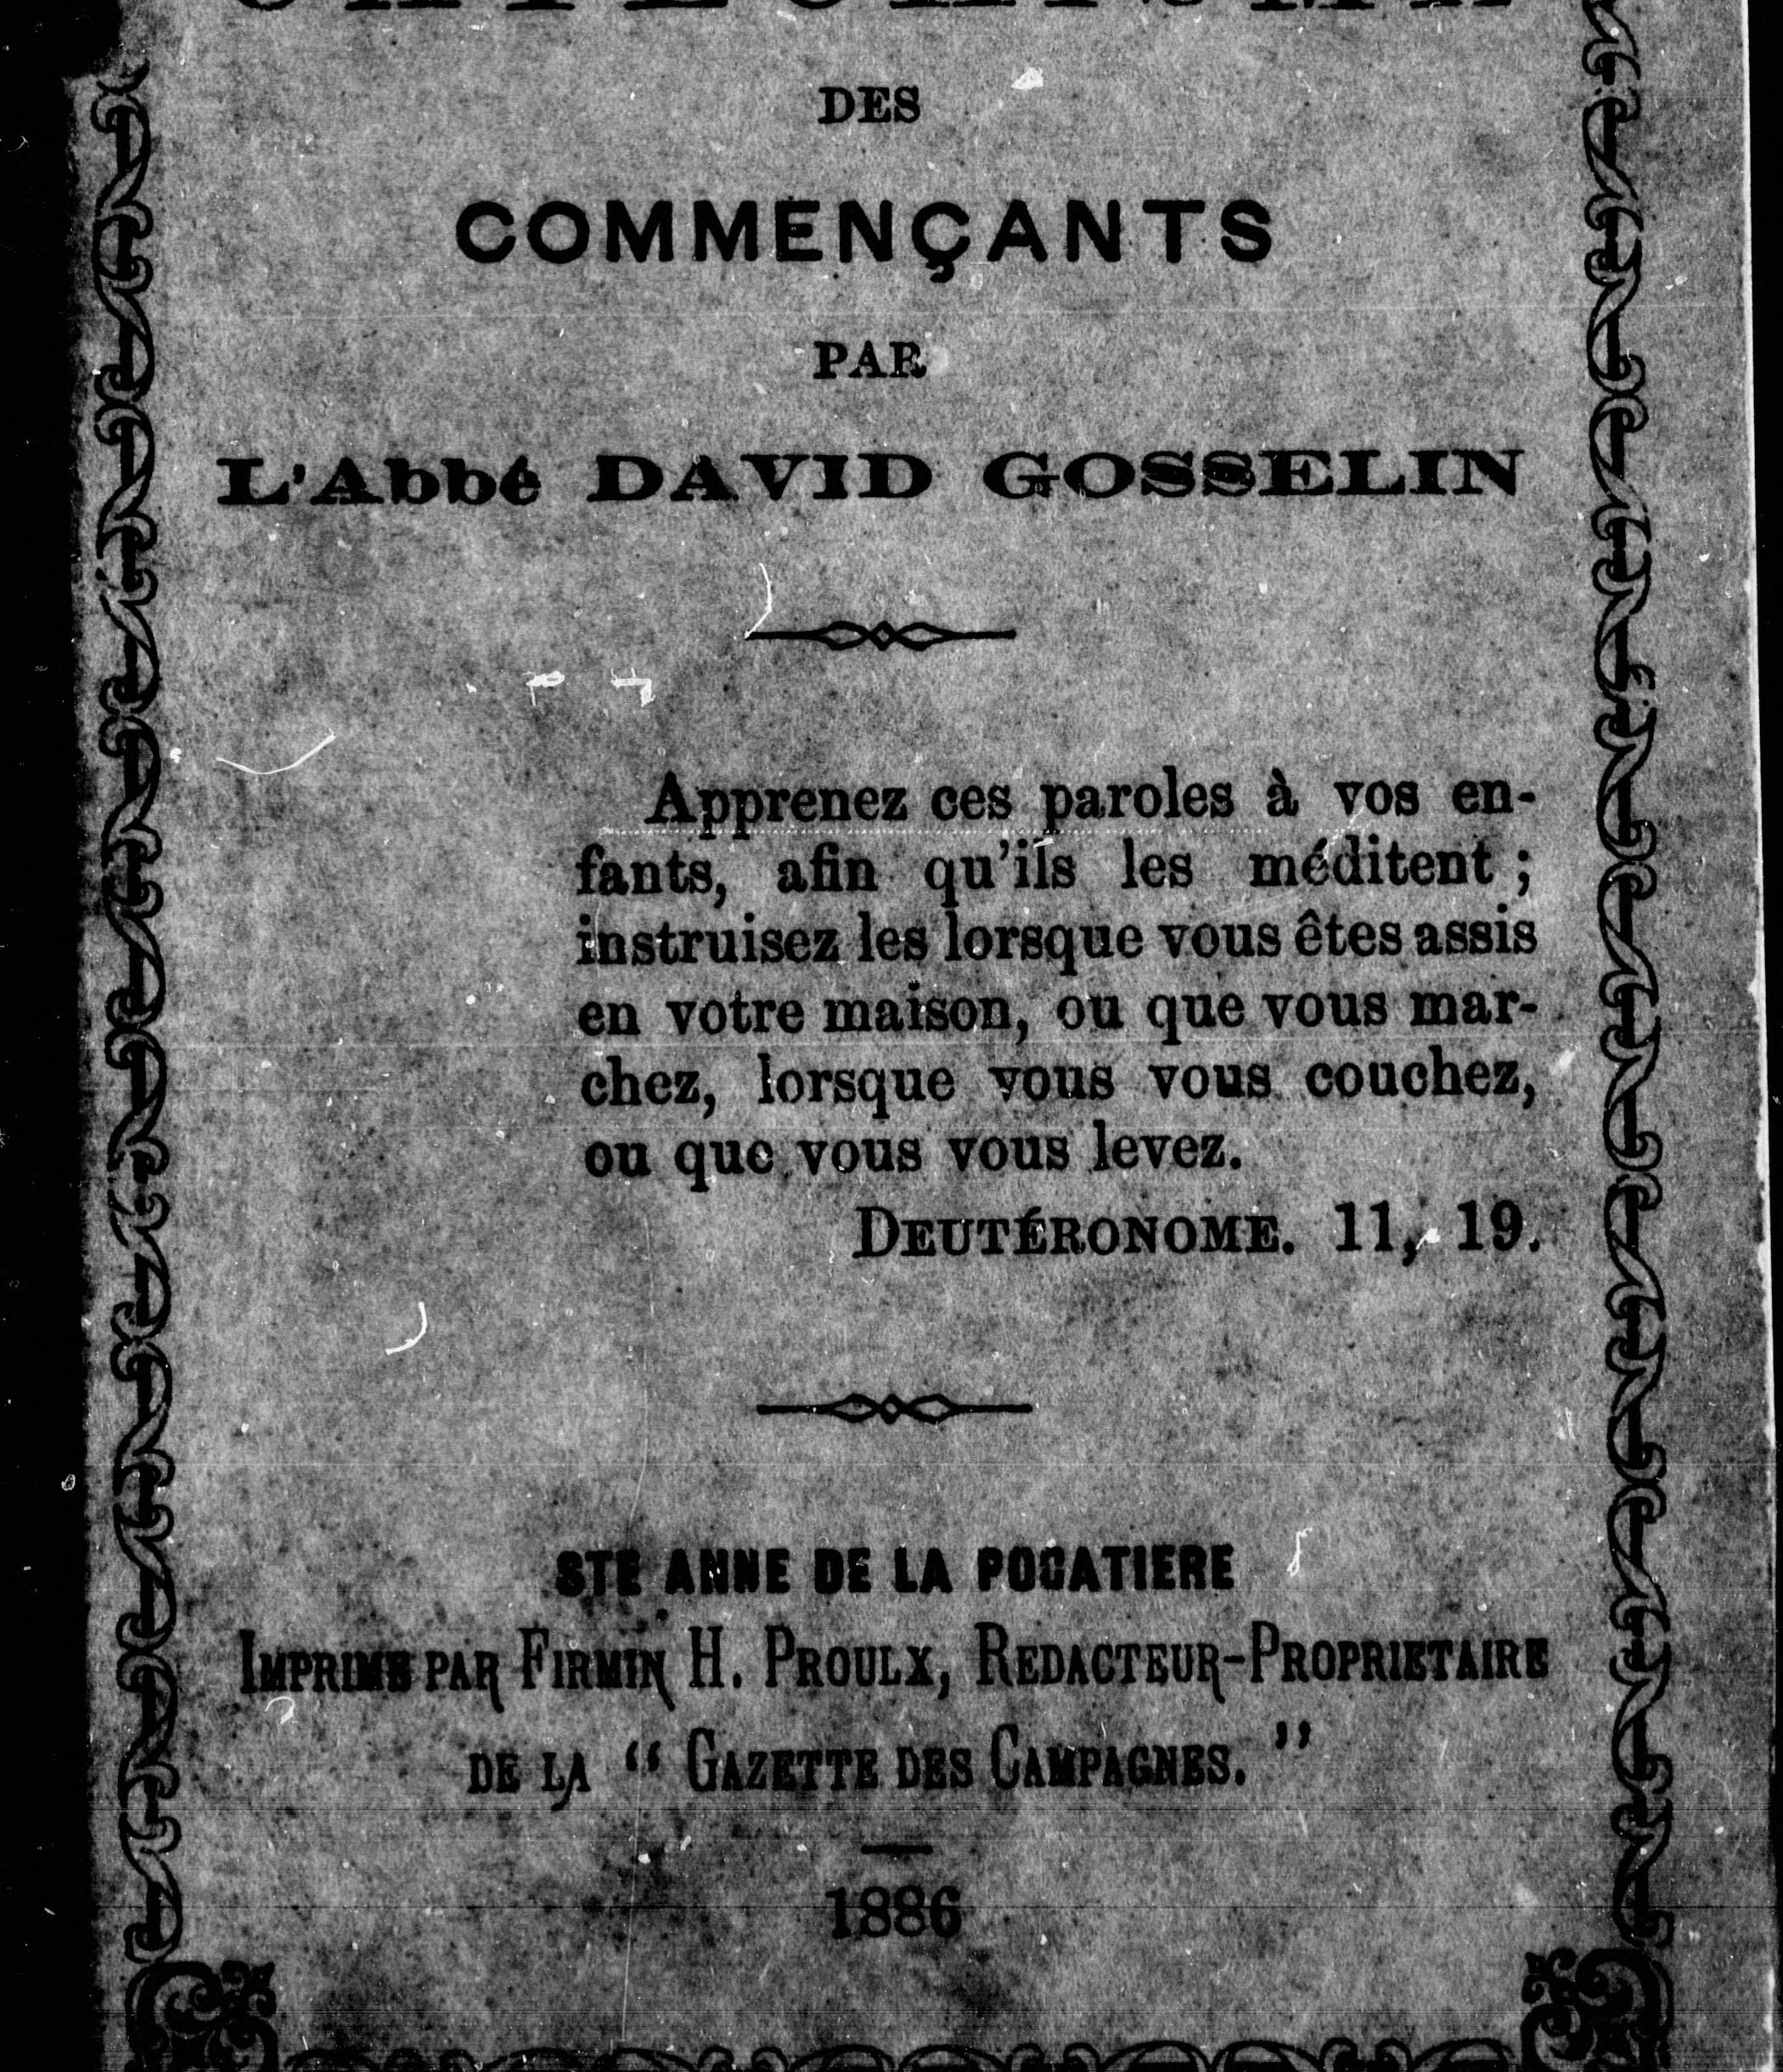 DES
COMMENÇANTS
PAR
L'Abbé DAVID GOSSELIN
Apprenez ces paroles à vos en-
fants, afin qu'ils les méditent ;
instruisez les lorsque vous êtes assis
en votre maison, ou que vous mar-
chez, lorsque vous vous couchez,
ou que vous vous levez.
DEUTÉRONOME. 11, 19.
STE ANNE DE LA POCATIERE
IMPRIME PAR FIRMIN H. PROULX, REDACTEUR-PROPRIETAIRE
DE LA “ GAZETTE DES CAMPAGNES. ”
1886